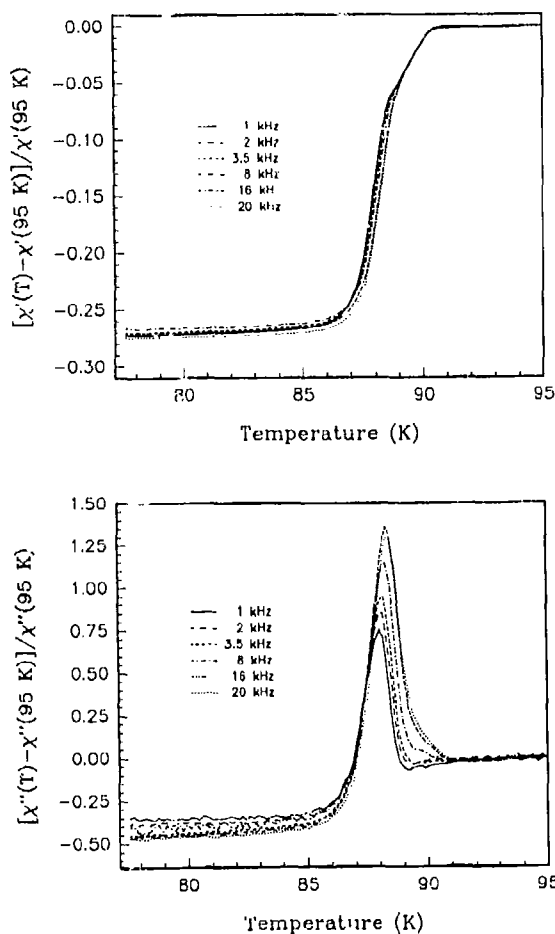 0.00
−0.05
−0.10
−0.15
−0.20
−0.25
−0.30
[χ'(T)−χ'(95 K)]/χ'(95 K)
1 kHz
2 kHz
3.5 kHz
8 kHz
16 kH
20 kHz
80 85 90 95
Temperature (K)
1.50
1.25
1.00
0.75
0.50
0.25
0.00
−0.25
−0.50
[χ''(T)−χ''(95 K)]/χ''(95 K)
1 kHz
2 kHz
3.5 kHz
8 kHz
16 kHz
20 kHz
80 85 90 95
Temperature (K)